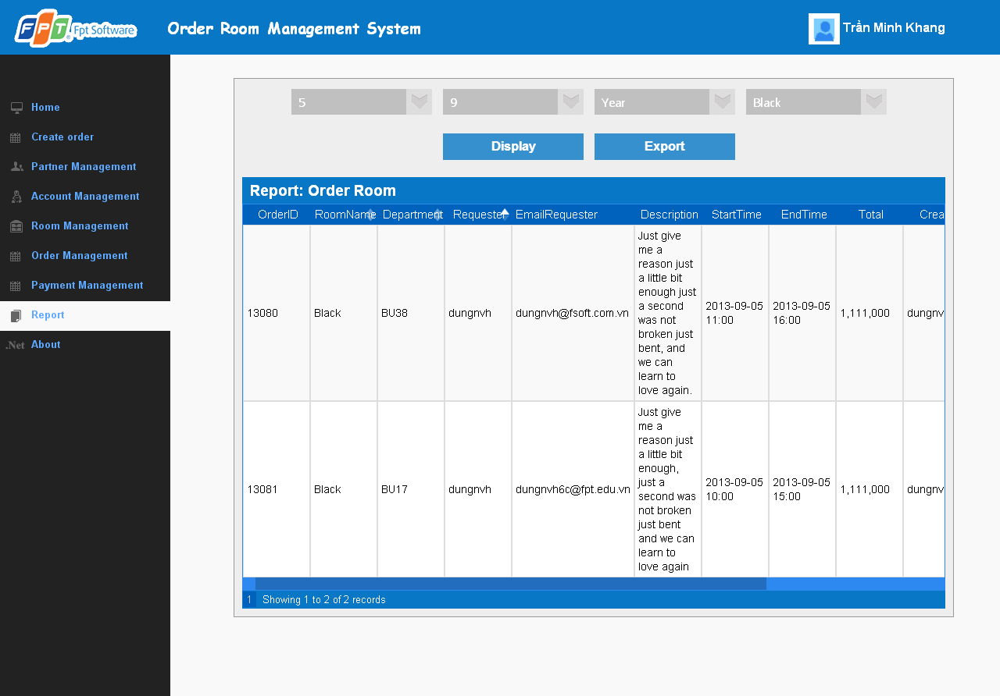 FPT Fpt Software
Order Room Management System
Trần Minh Khang
Home
Create order
Partner Management
Account Management
Room Management
Order Management
Payment Management
Report
.Net About
5 9 Year Black
Display Export
Report: Order Room
OrderID RoomName Department Requester EmailRequester Description StartTime EndTime Total Crea
13080 Black BU38 dungnvh dungnvh@fsoft.com.vn
Just give
me a
reason just
a little bit
enough just
a second
was not
broken just
bent, and
we can
learn to
love again.
2013-09-05
11:00
2013-09-05
16:00
1,111,000 dungnv
13081 Black BU17 dungnvh dungnvh6c@fpt.edu.vn
Just give
me a
reason just
a little bit
enough,
just a
second was
not broken
just bent
and we can
learn to
love again
2013-09-05
10:00
2013-09-05
15:00
1,111,000 dungnv
1 Showing 1 to 2 of 2 records